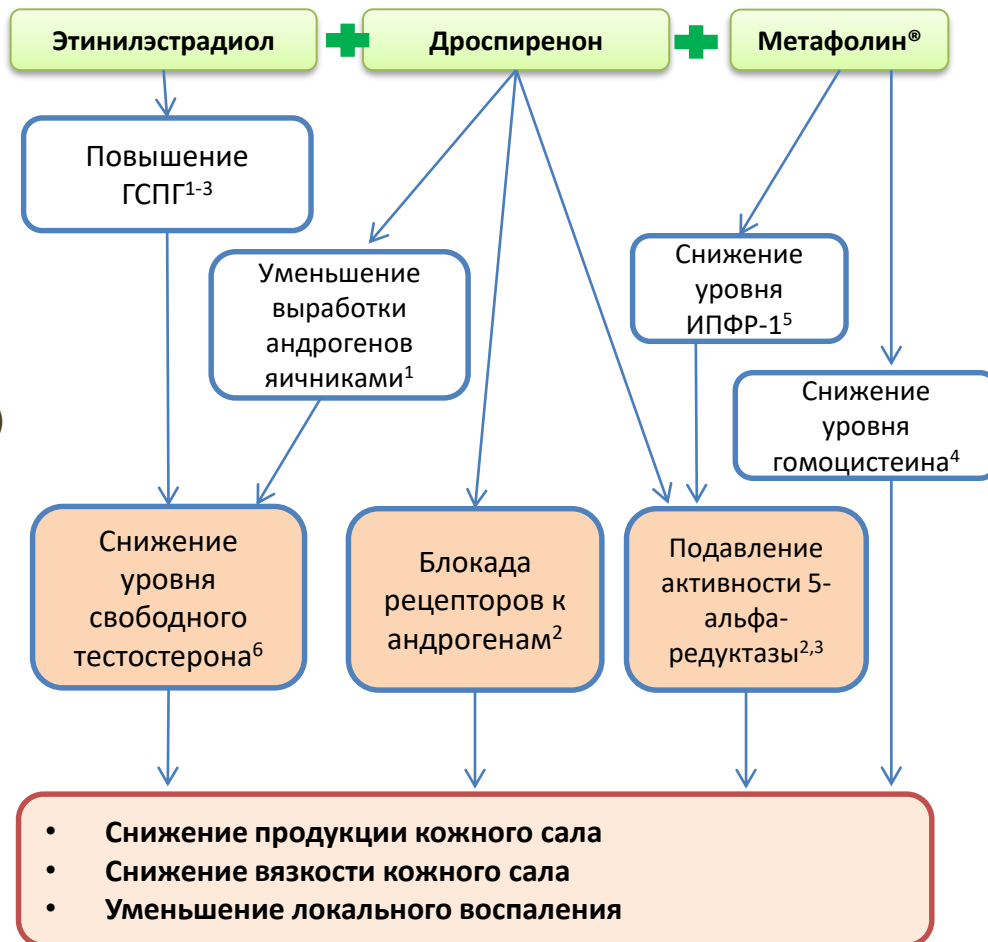 Этинилэстрадиол
Дроспиренон
Метафолин®
Повышение
ГСПГ1-3
Уменьшение
выработки
андрогенов
яичниками1
Снижение
уровня
ИПФР-15
Снижение
уровня
гомоцистеина4
Снижение
уровня
свободного
тестостерона6
Блокада
рецепторов к
андрогенам2
Подавление
активности 5-
альфа-
редуктазы2,3
• Снижение продукции кожного сала
• Снижение вязкости кожного сала
• Уменьшение локального воспаления